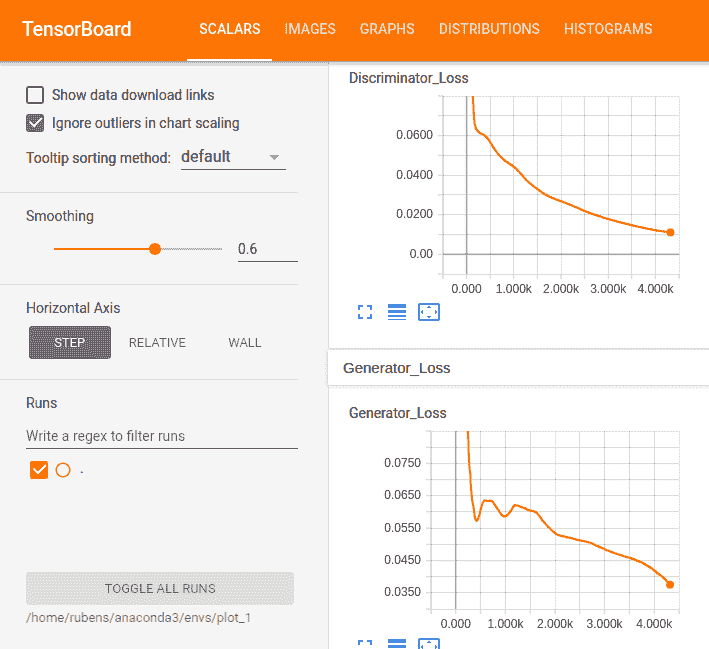 TensorBoard SCALARS IMAGES GRAPHS DISTRIBUTIONS HISTOGRAMS
Show data download links
Ignore outliers in chart scaling
Tooltip sorting method: default
Smoothing
0.6
Horizontal Axis
STEP RELATIVE WALL
Runs
Write a regex to filter runs
.
TOGGLE ALL RUNS
/home/rubens/anaconda3/envs/plot_1
Discriminator_Loss
0.0600
0.0400
0.0200
0.00
0.000 1.000k 2.000k 3.000k 4.000k
Generator_Loss
Generator_Loss
0.0750
0.0650
0.0550
0.0450
0.0350
0.000 1.000k 2.000k 3.000k 4.000k